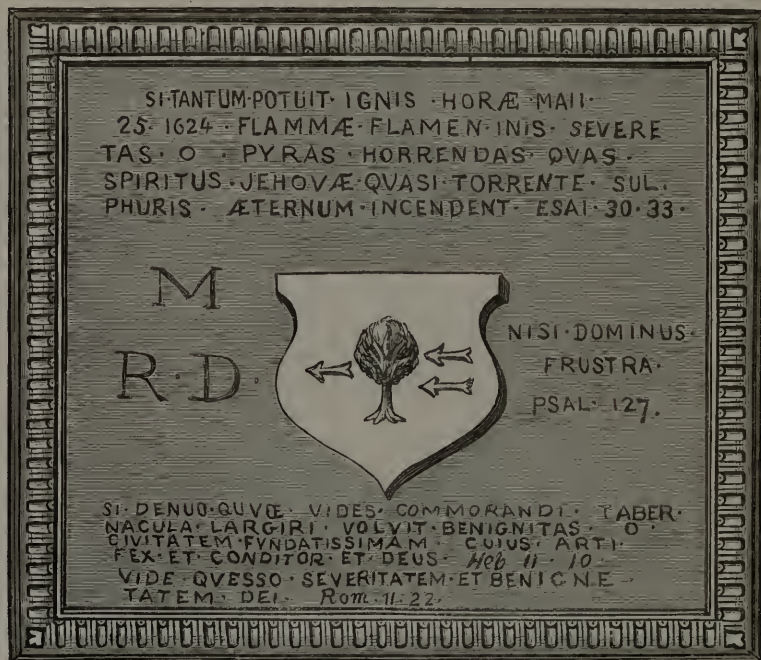 SI·TANTUM·POTUIT· IGNIS ·HORÆ·MAII·
25· 1624 · FLAMMÆ·FLAMEN·INIS· SEVERE
TAS· O · PYRAS · HORRENDAS· QVAS ·
SPIRITUS·JEHOVÆ·QUASI·TORRENTE· SUL·
PHURIS· ÆTERNUM·INCENDENT· ESAI·30·33·
M
R·D·
NISI·DOMINUS·
FRUSTRA·
PSAL· 127.
SI· DENUO·QUVŒ· VIDES· COMMORANDI· TABER·
NACULA· LARGIRI· VOLVIT· BENIGNITAS· O·
CIVITATEM·FVNDATISSIMAM· CUIUS· ARTI·
FEX·ET·CONDITOR·ET·DEUS· Heb 11· 10·
VIDE·QVESSO·SEVERITATEM·ET·BENIGNE·
TATEM·DEI· Rom·11·22·